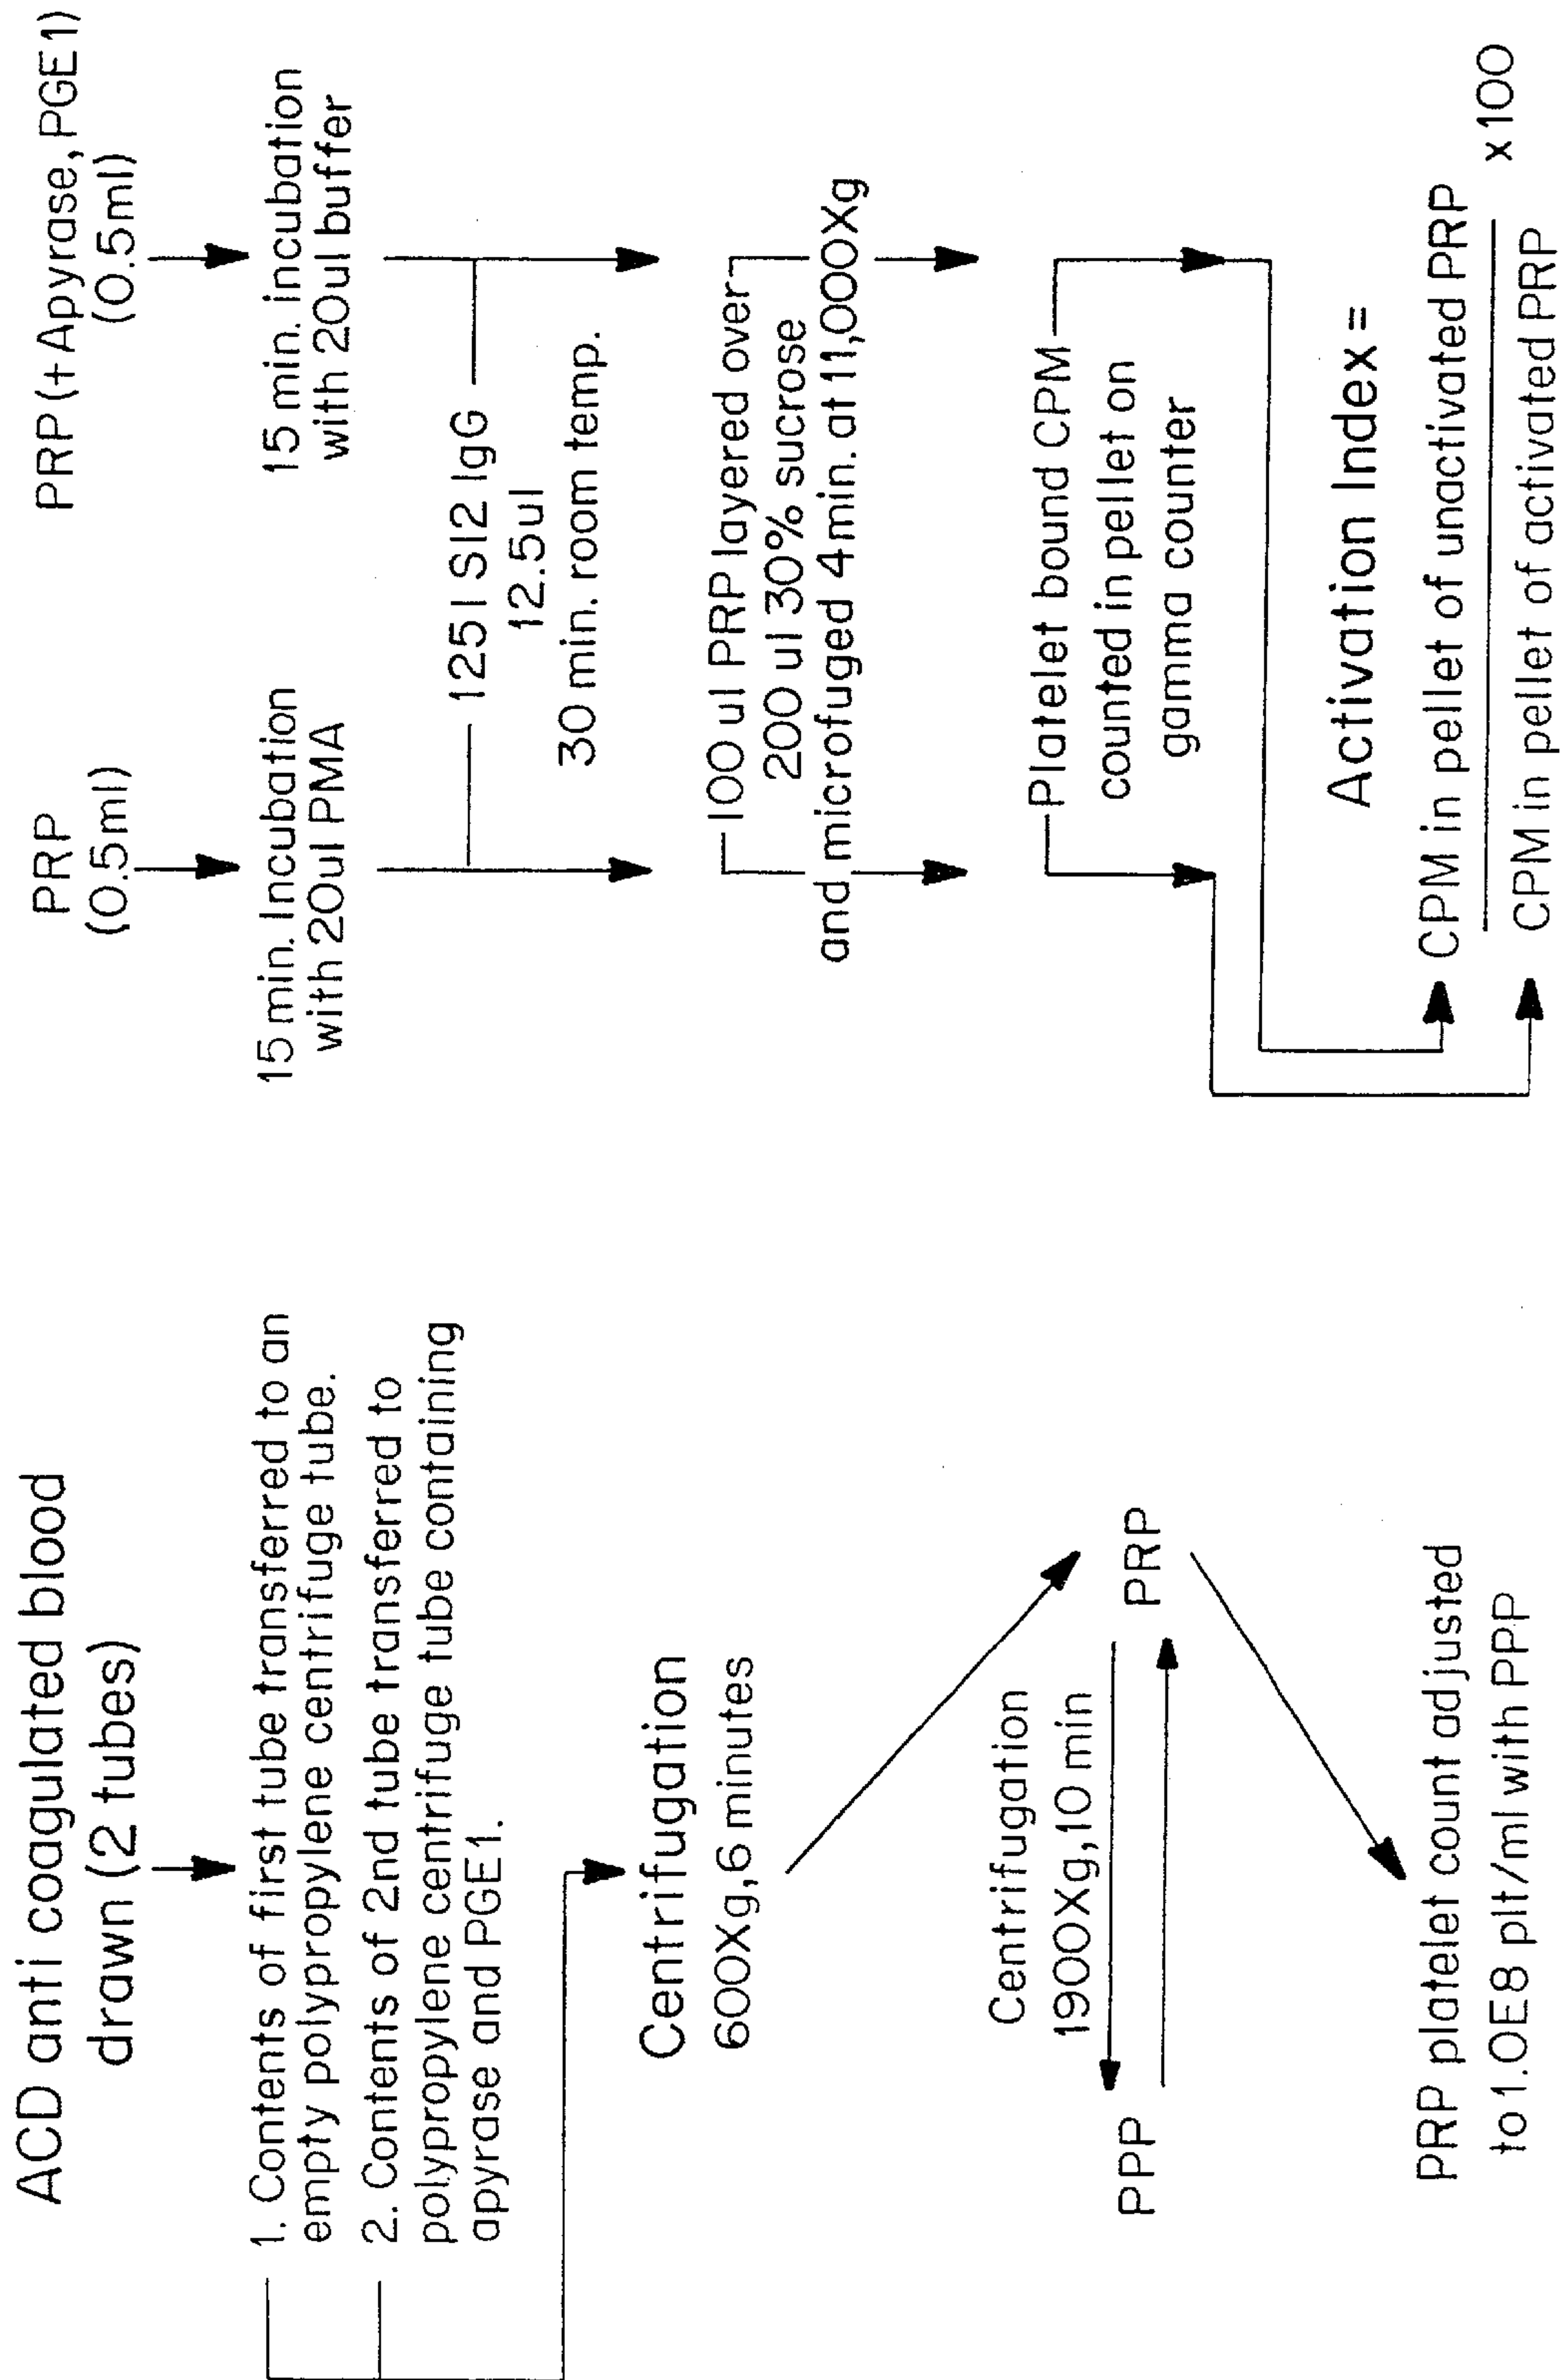 ACD anti coagulated blood
drawn (2 tubes)
1. Contents of first tube transferred to an
empty polypropylene centrifuge tube.
2. Contents of 2nd tube transferred to
polypropylene centrifuge tube containing
apyrase and PGE1.
Centrifugation
600Xg, 6 minutes
Centrifugation
1900Xg, 10 min
PPP
PRP
PRP platelet count adjusted
to 1.0E8 plt/ml with PPP
PRP
(0.5ml)
15 min. Incubation
with 20ul PMA
PRP (+ Apyrase, PGE1)
(0.5ml)
15 min. incubation
with 20ul buffer
125I S12 IgG
12.5ul
30 min. room temp.
100 ul PRP layered over
200 ul 30% sucrose
and microfuged 4 min. at 11,000Xg
Platelet bound CPM
counted in pellet on
gamma counter
Activation Index =
CPM in pellet of unactivated PRP
x 100
CPM in pellet of activated PRP